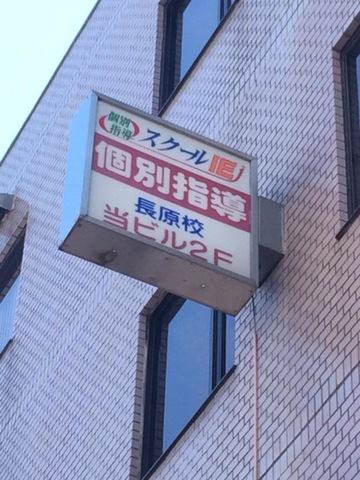 個別
指導
スクールIE
個別指導
長原校
当ビル2F